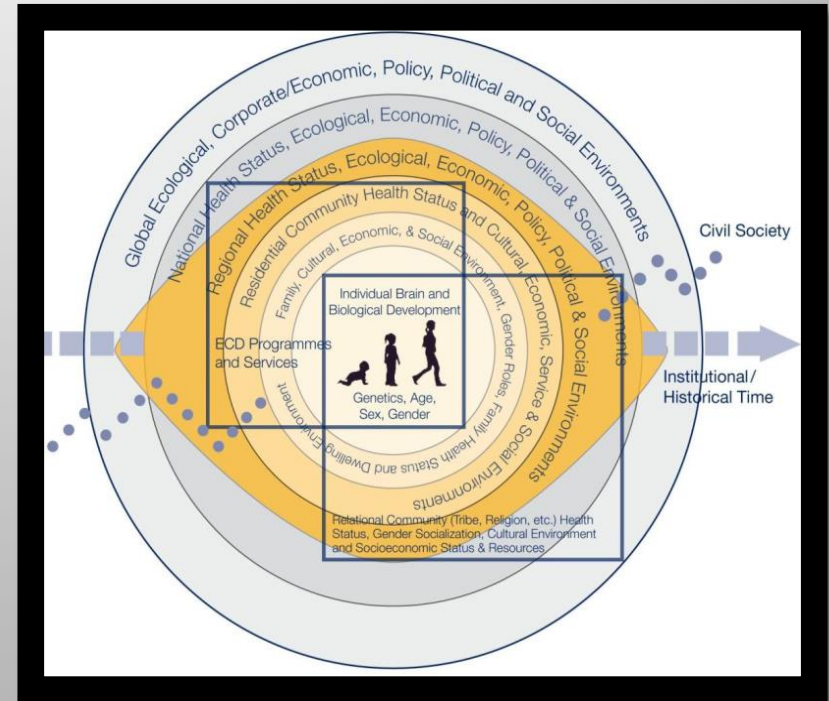 Global Ecological, Corporate/Economic, Policy, Political and Social Environments
National Health Status, Ecological, Economic, Policy, Political & Social Environments
Regional Health Status, Ecological, Economic, Policy, Political & Social Environments
Residential Community Health Status and Cultural, Economic, Service & Social Environments
Family, Cultural, Economic, & Social Environment, Gender Roles, Family Health Status and Dwelling Environment
Civil Society
Individual Brain and
Biological Development
ECD Programmes
and Services
Genetics, Age,
Sex, Gender
Institutional/
Historical Time
Relational Community (Tribe, Religion, etc.) Health
Status, Gender Socialization, Cultural Environment
and Socioeconomic Status & Resources